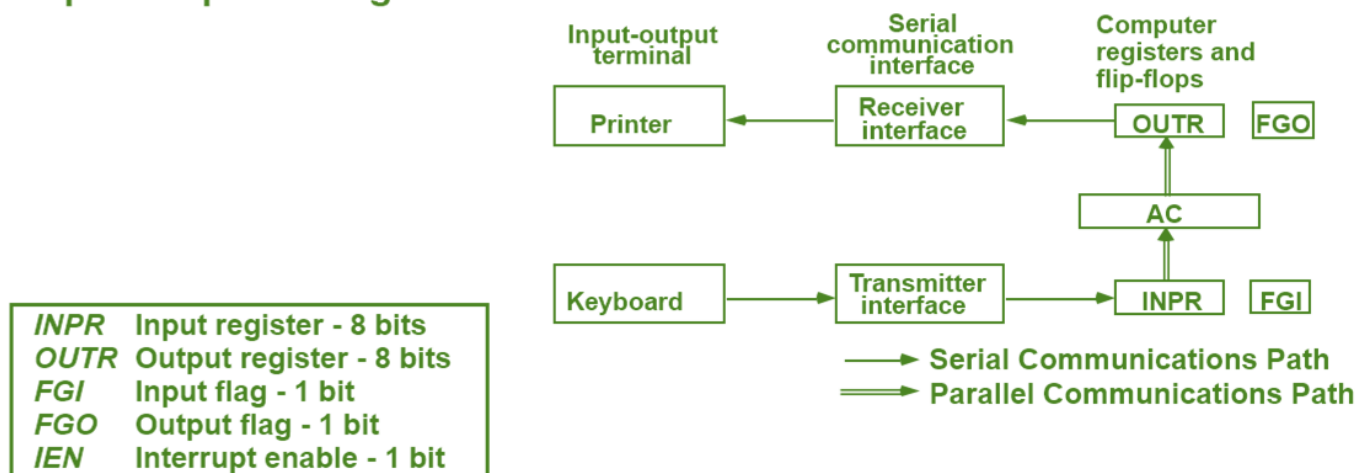 Input-output
terminal
Serial
communication
interface
Computer
registers and
flip-flops
Printer
Receiver
interface
OUTR
FGO
AC
Keyboard
Transmitter
interface
INPR
FGI
Serial Communications Path
Parallel Communications Path
INPR Input register - 8 bits
OUTR Output register - 8 bits
FGI Input flag - 1 bit
FGO Output flag - 1 bit
IEN Interrupt enable - 1 bit